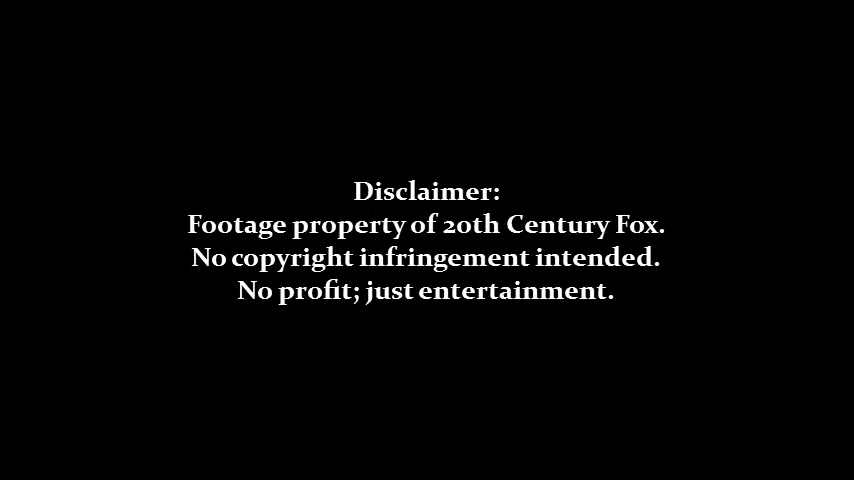 Disclaimer:
Footage property of 20th Century Fox.
No copyright infringement intended.
No profit; just entertainment.